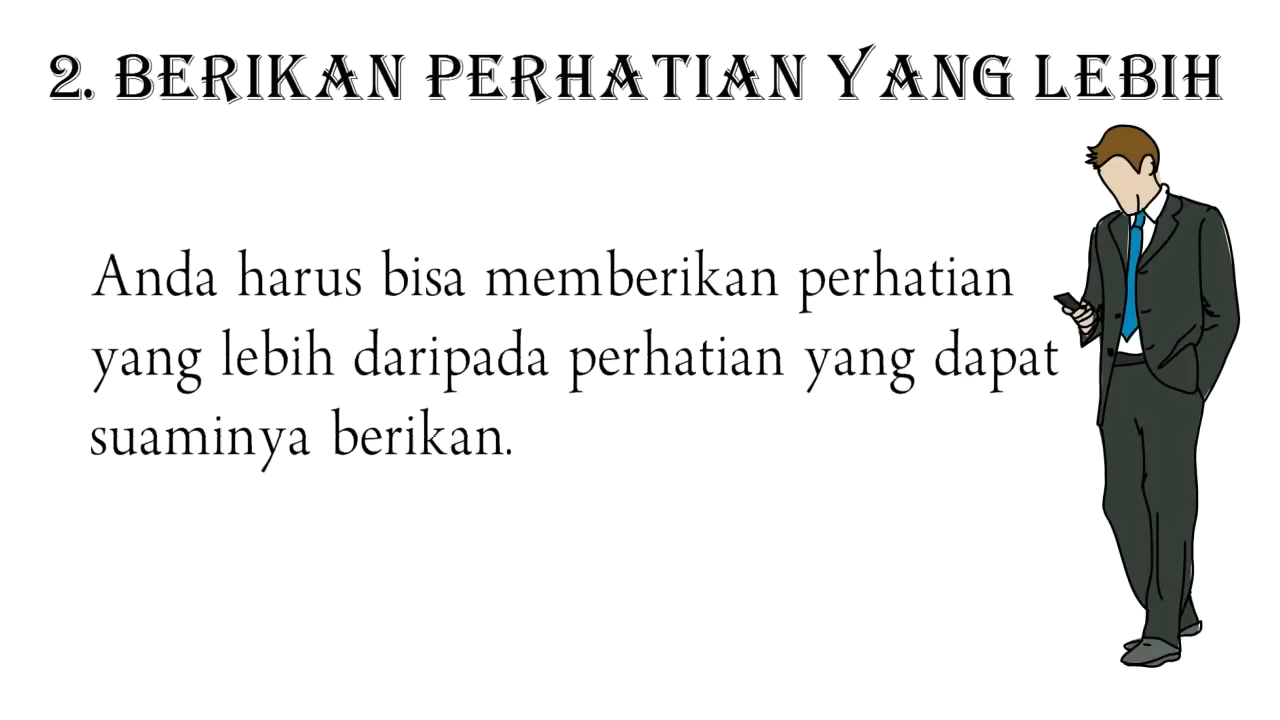 2. BERIKAN PERHATIAN YANG LEBIH
Anda harus bisa memberikan perhatian
yang lebih daripada perhatian yang dapat
suaminya berikan.